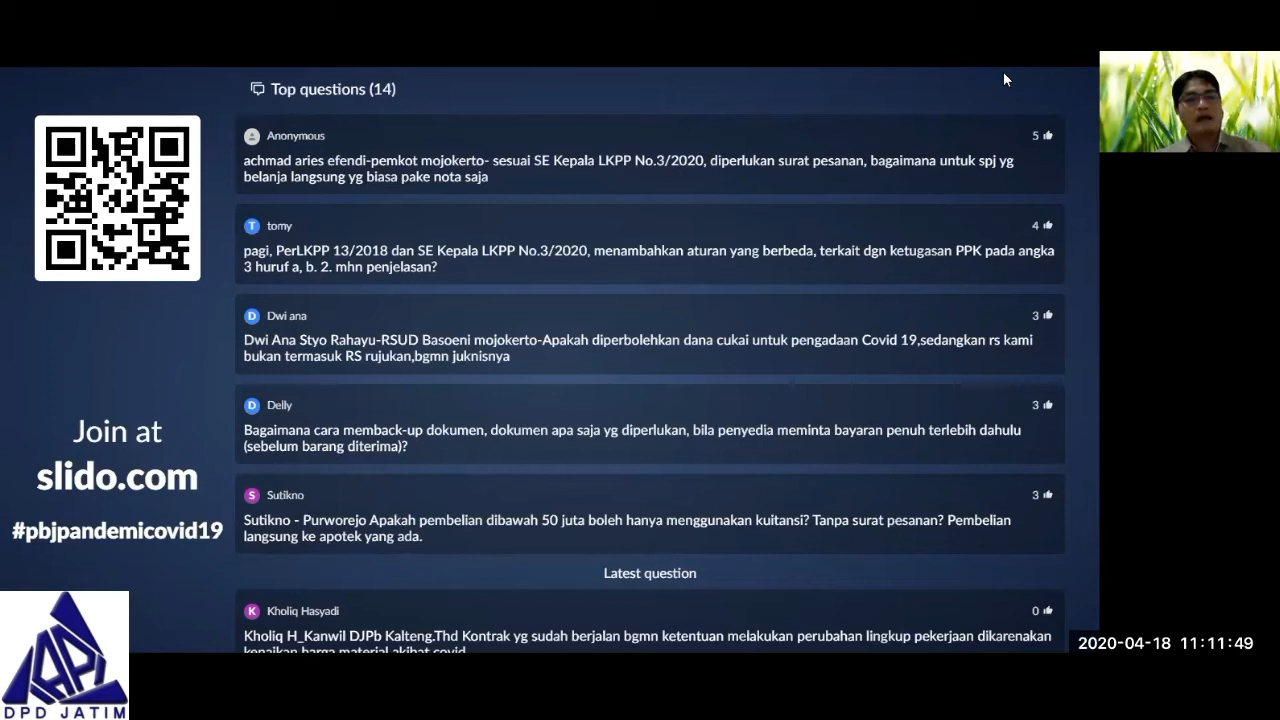 Top questions (14)
Anonymous
5
achmad aries efendi-pemkot mojokerto- sesuai SE Kepala LKPP No.3/2020, diperlukan surat pesanan, bagaimana untuk spj yg
belanja langsung yg biasa pake nota saja
T tomy
4
pagi, PerLKPP 13/2018 dan SE Kepala LKPP No.3/2020, menambahkan aturan yang berbeda, terkait dgn ketugasan PPK pada angka
3 huruf a, b. 2. mhn penjelasan?
D Dwi ana
3
Dwi Ana Styo Rahayu-RSUD Basoeni mojokerto-Apakah diperbolehkan dana cukai untuk pengadaan Covid 19,sedangkan rs kami
bukan termasuk RS rujukan,bgmn juknisnya
D Delly
3
Bagaimana cara memback-up dokumen, dokumen apa saja yg diperlukan, bila penyedia meminta bayaran penuh terlebih dahulu
(sebelum barang diterima)?
S Sutikno
3
Sutikno - Purworejo Apakah pembelian dibawah 50 juta boleh hanya menggunakan kuitansi? Tanpa surat pesanan? Pembelian
langsung ke apotek yang ada.
Latest question
K Kholiq Hasyadi
0
Kholiq H_Kanwil DJPb Kalteng.Thd Kontrak yg sudah berjalan bgmn ketentuan melakukan perubahan lingkup pekerjaan dikarenakan
kenaikan harga material akibat covid
Join at
slido.com
#pbjpandemicovid19
IAPI
DPD JATIM
2020-04-18 11:11:49